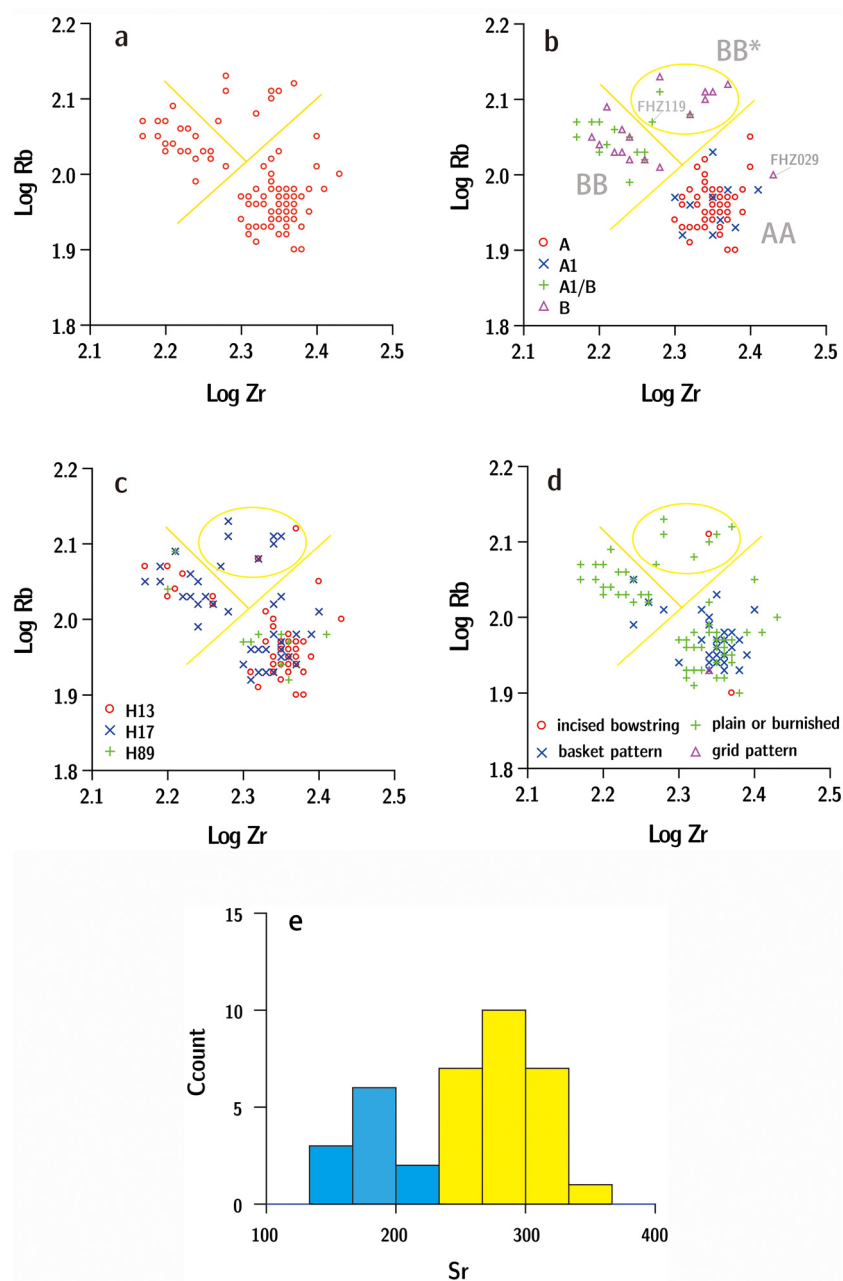 a
2.2
2.1
2.0
1.9
1.8
2.1 2.2 2.3 2.4 2.5
Log Rb
Log Zr
b
BB*
2.2
2.1
2.0
1.9
1.8
FHZ119
FHZ029
BB
AA
A
A1
A1/B
B
2.1 2.2 2.3 2.4 2.5
Log Rb
Log Zr
c
2.2
2.1
2.0
1.9
1.8
H13
H17
H89
2.1 2.2 2.3 2.4 2.5
Log Rb
Log Zr
d
2.2
2.1
2.0
1.9
1.8
incised bowstring plain or burnished
basket pattern grid pattern
2.1 2.2 2.3 2.4 2.5
Log Rb
Log Zr
e
15
10
5
0
100 200 300 400
Ccount
Sr